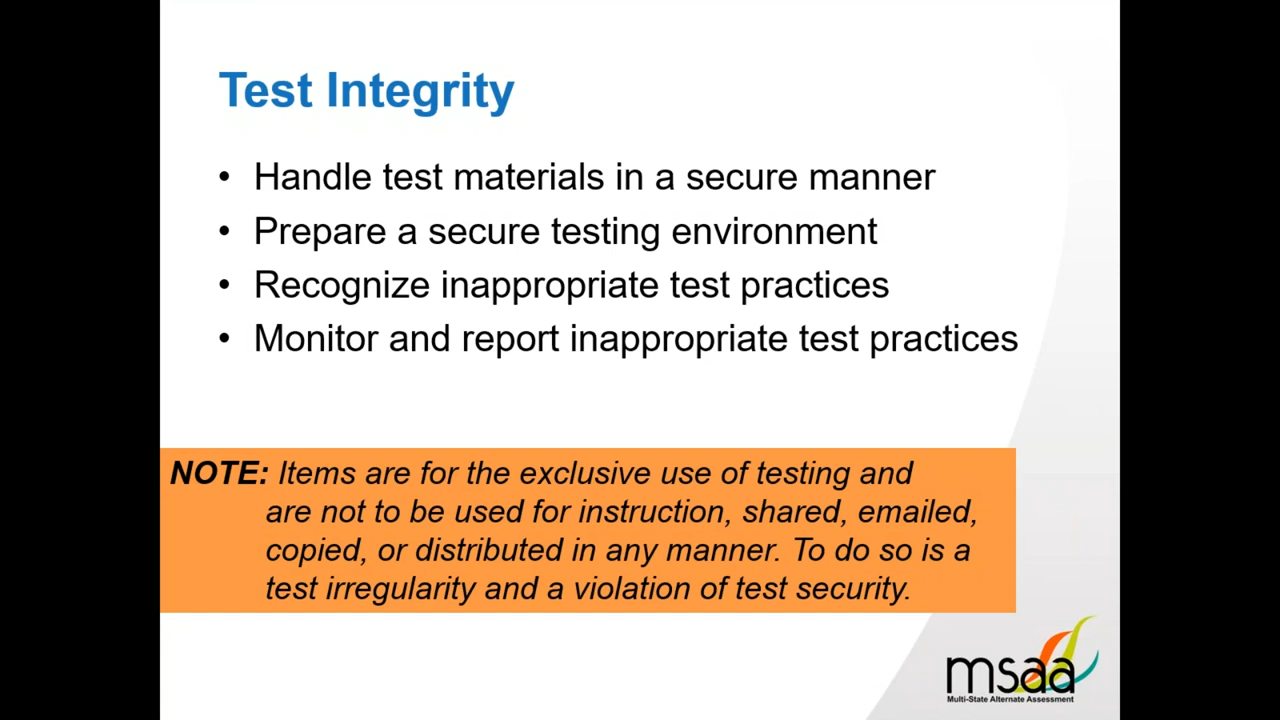 Test Integrity
• Handle test materials in a secure manner
• Prepare a secure testing environment
• Recognize inappropriate test practices
• Monitor and report inappropriate test practices
NOTE: Items are for the exclusive use of testing and
are not to be used for instruction, shared, emailed,
copied, or distributed in any manner. To do so is a
test irregularity and a violation of test security.
msaa
Multi-State Alternate Assessment